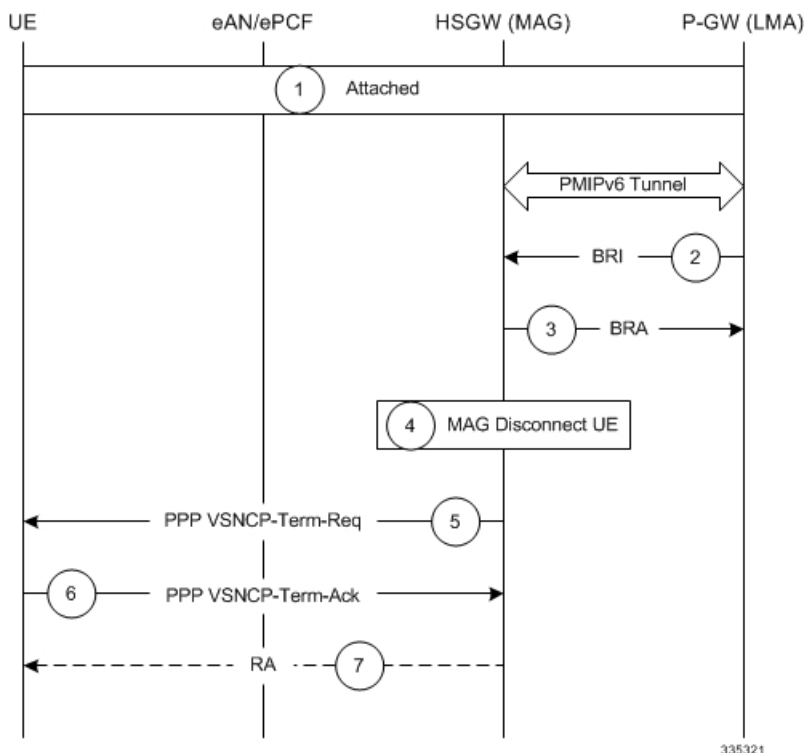 UE eAN/ePCF HSGW (MAG) P-GW (LMA)
1 Attached
PMIPv6 Tunnel
BRI 2
3 BRA
4 MAG Disconnect UE
PPP VSNCP-Term-Req 5
6 PPP VSNCP-Term-Ack
RA 7
335321